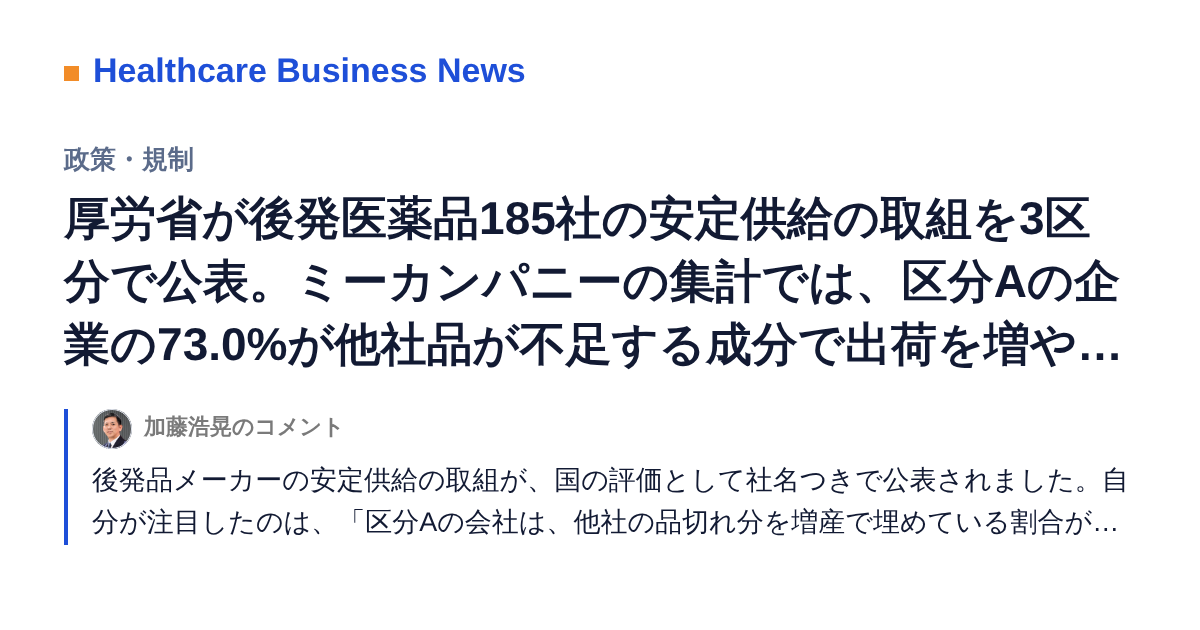 Healthcare Business News
政策・規制
厚労省が後発医薬品185社の安定供給の取組を3区
分で公表。ミーカンパニーの集計では、区分Aの企
業の73.0%が他社品が不足する成分で出荷を増や…
加藤浩晃のコメント
後発品メーカーの安定供給の取組が、国の評価として社名つきで公表されました。自
分が注目したのは、「区分Aの会社は、他社の品切れ分を増産で埋めている割合が…